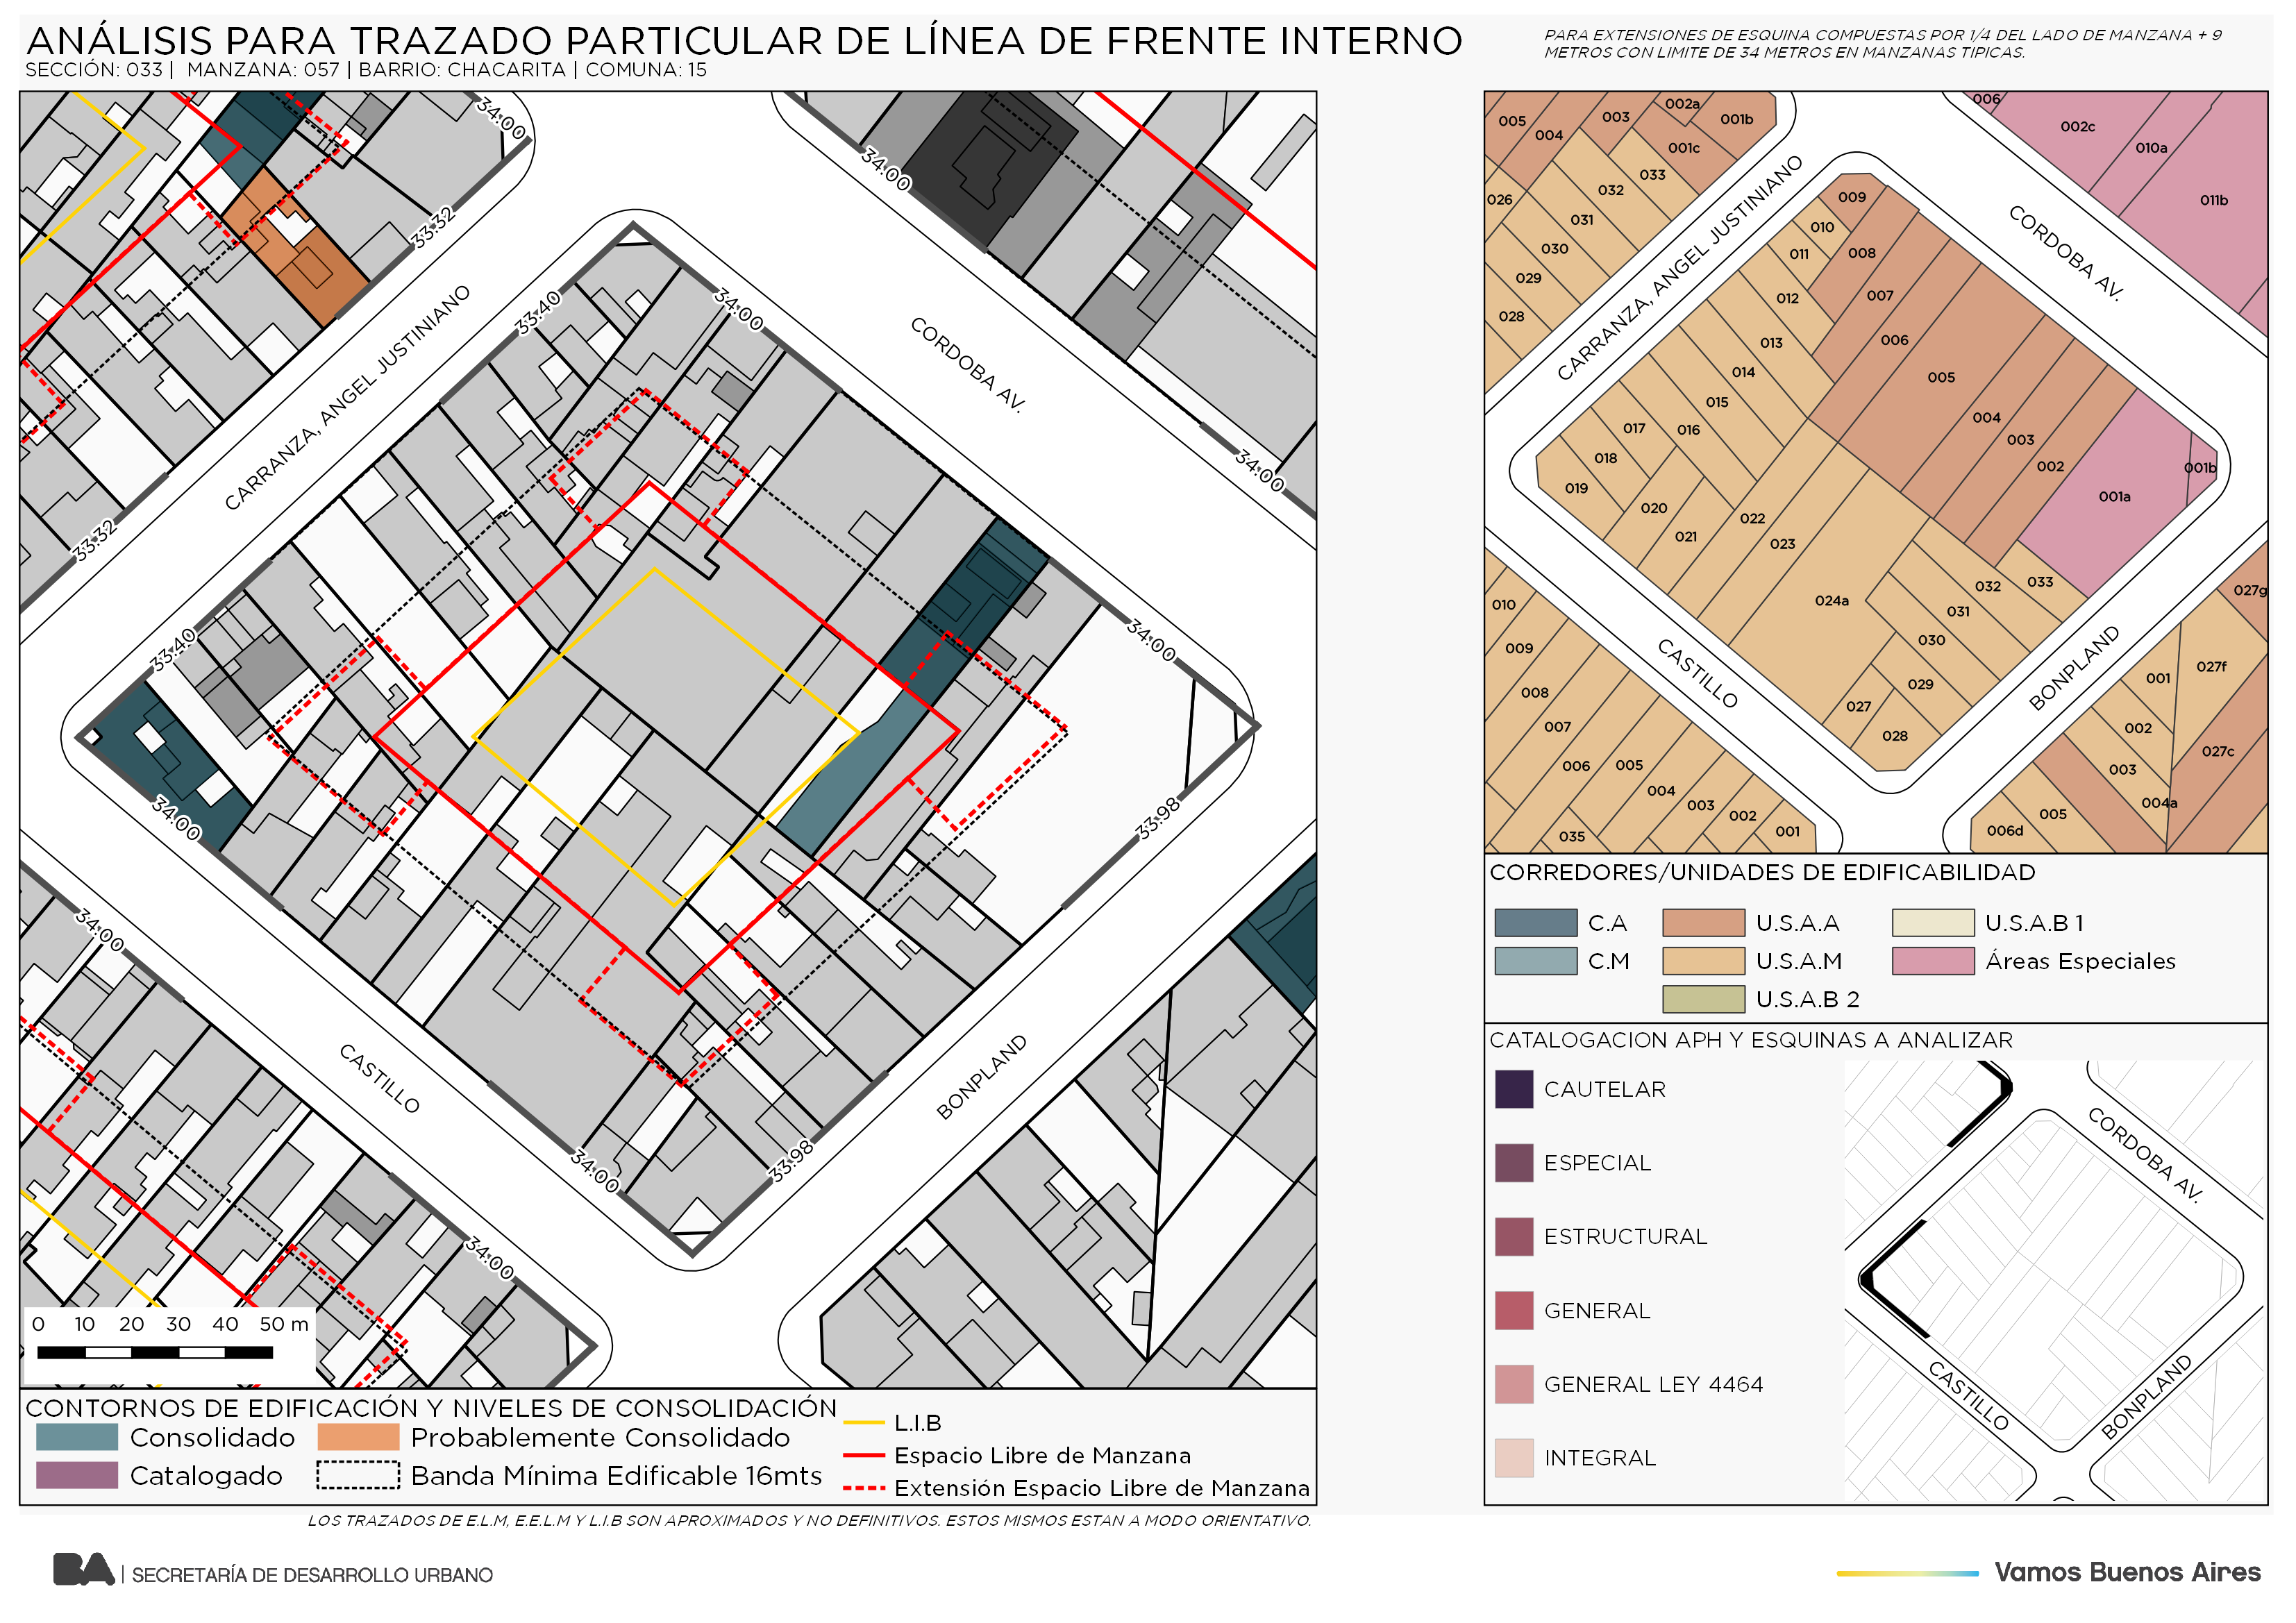 ANÁLISIS PARA TRAZADO PARTICULAR DE LÍNEA DE FRENTE INTERNO
SECCIÓN: 033 | MANZANA: 057 | BARRIO: CHACARITA | COMUNA: 15
PARA EXTENSIONES DE ESQUINA COMPUESTAS POR 1/4 DEL LADO DE MANZANA + 9
METROS CON LIMITE DE 34 METROS EN MANZANAS TIPICAS.
34.00
33.32
34.00
33.40
34.00
CARRANZA, ANGEL JUSTINIANO
CORDOBA AV.
34.00
33.32
33.40
34.00
34.00
33.98
34.00
CASTILLO
BONPLAND
34.00
33.98
34.00
0 10 20 30 40 50 m
CONTORNOS DE EDIFICACIÓN Y NIVELES DE CONSOLIDACIÓN
Consolidado
Probablemente Consolidado
Catalogado
Banda Mínima Edificable 16mts
L.I.B
Espacio Libre de Manzana
Extensión Espacio Libre de Manzana
LOS TRAZADOS DE E.L.M, E.E.L.M Y L.I.B SON APROXIMADOS Y NO DEFINITIVOS. ESTOS MISMOS ESTAN A MODO ORIENTATIVO.
005
004
003
002a
001b
001c
033
032
031
030
029
028
026
006
002c
010a
011b
CARRANZA, ANGEL JUSTINIANO
CORDOBA AV.
009
010
011
008
012
007
013
006
014
005
015
004
016
003
017
002
018
001b
019
001a
020
022
021
023
032
033
024a
031
030
029
027
028
CASTILLO
BONPLAND
010
009
008
007
006
005
004
003
002
001
035
027g
027f
001
002
027c
003
004a
005
006d
CORREDORES/UNIDADES DE EDIFICABILIDAD
C.A
U.S.A.A
U.S.A.B 1
C.M
U.S.A.M
Áreas Especiales
U.S.A.B 2
CATALOGACION APH Y ESQUINAS A ANALIZAR
CAUTELAR
ESPECIAL
ESTRUCTURAL
GENERAL
GENERAL LEY 4464
INTEGRAL
CORDOBA AV.
CASTILLO
BONPLAND
BA | SECRETARÍA DE DESARROLLO URBANO
Vamos Buenos Aires